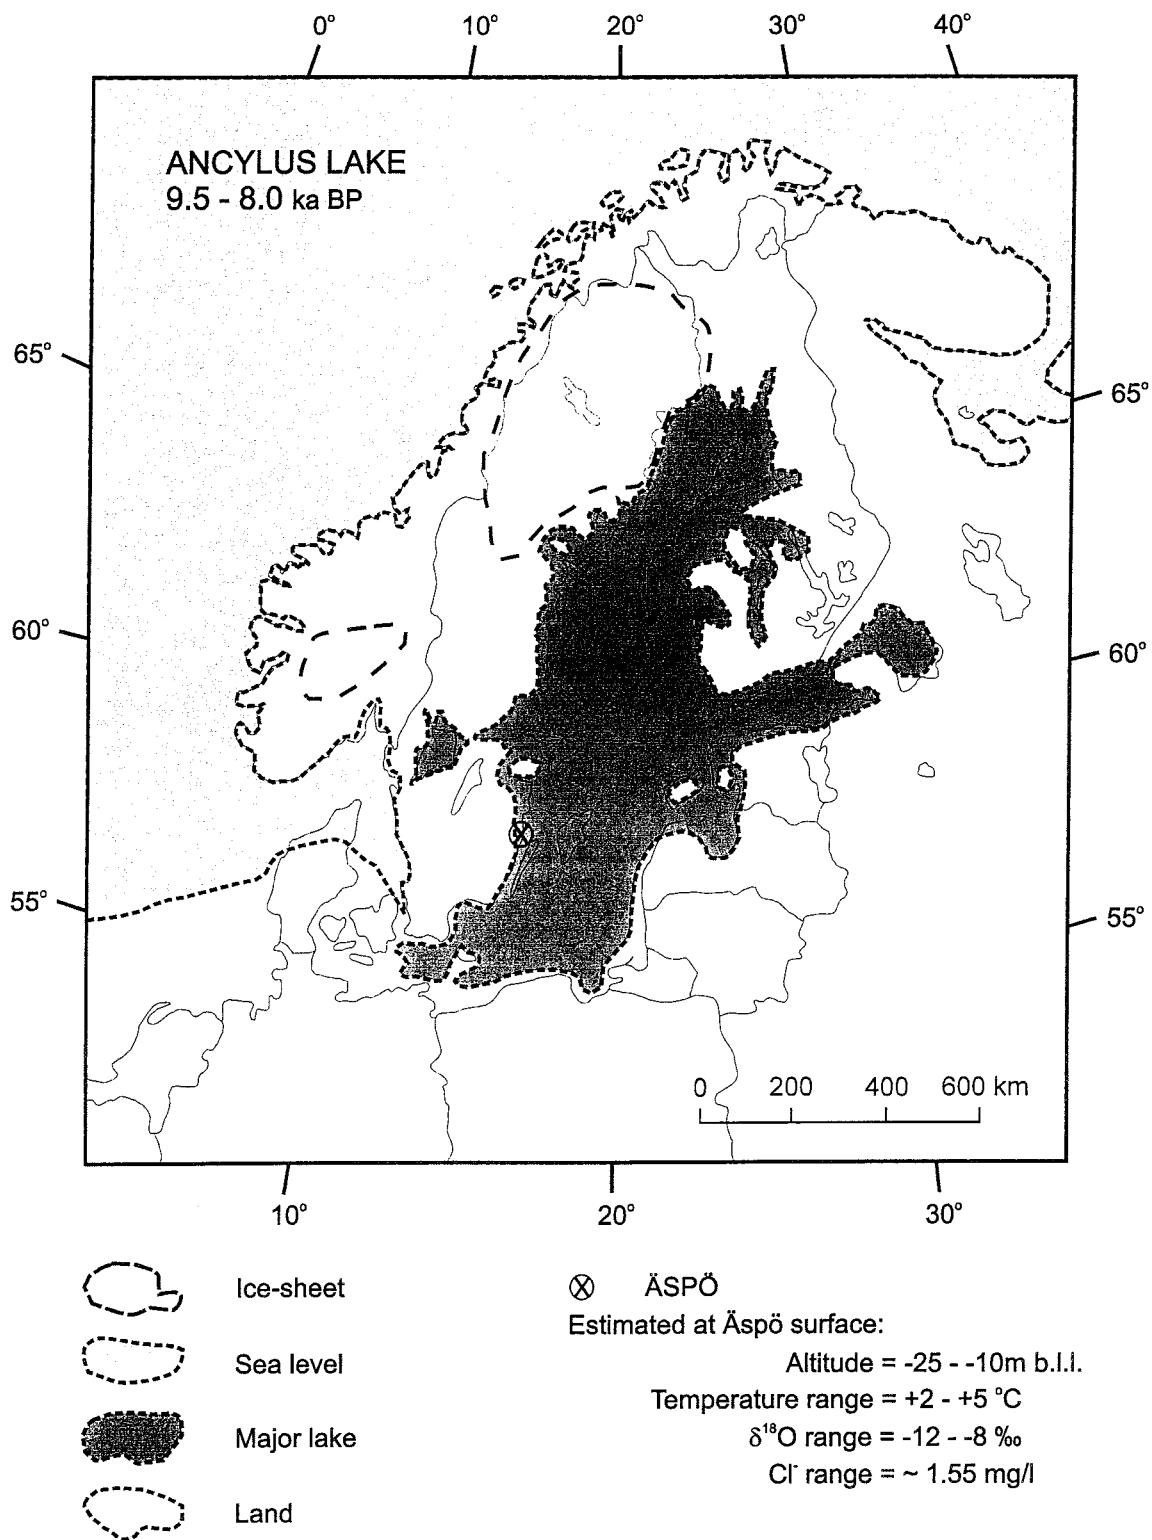 0° 10° 20° 30° 40°
ANCYLUS LAKE
9.5 - 8.0 ka BP
65°
65°
60°
60°
55°
55°
0 200 400 600 km
10° 20° 30°
Ice-sheet
Sea level
Major lake
Land
ÄSPÖ
Estimated at Äspö surface:
Altitude = -25 - -10m b.l.l.
Temperature range = +2 - +5 °C
δ¹⁸O range = -12 - -8 ‰
Cl⁻ range = ~ 1.55 mg/l